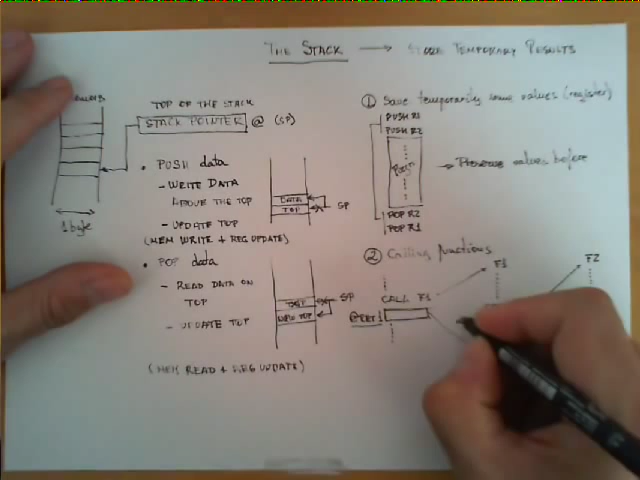 THE STACK → STORE TEMPORARY RESULTS
TOP OF THE STACK
STACK POINTER @ (SP)
1 byte
• PUSH data
- WRITE DATA
ABOVE THE TOP
- UPDATE TOP
(MEM WRITE + REG UPDATE)
DATA
TOP
SP
• POP data
- READ DATA ON
TOP
- UPDATE TOP
(MEM READ + REG UPDATE)
SP
NEW TOP
① Save temporarily some values (register)
PUSH R1
PUSH R2
POP R2
POP R1
→ values before
② Calling functions
F1
F2
CALL F1
@RET1